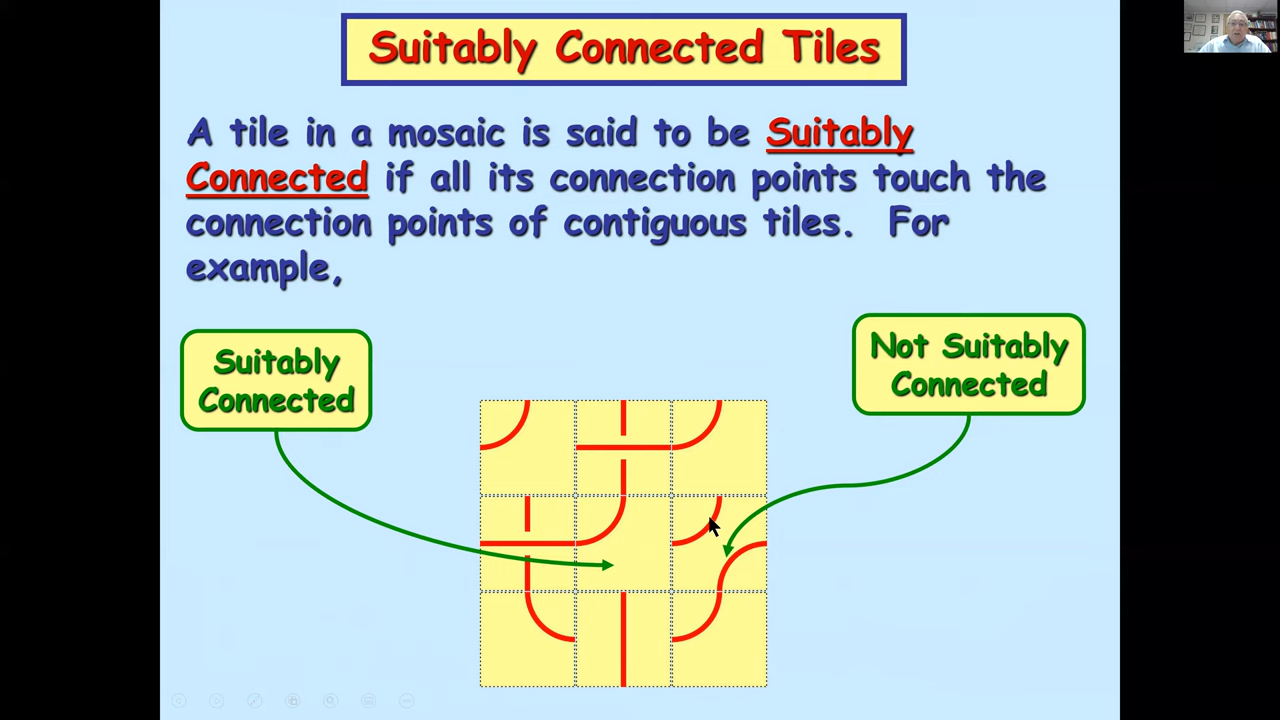 Suitably Connected Tiles
A tile in a mosaic is said to be Suitably
Connected if all its connection points touch the
connection points of contiguous tiles. For
example,
Suitably
Connected
Not Suitably
Connected